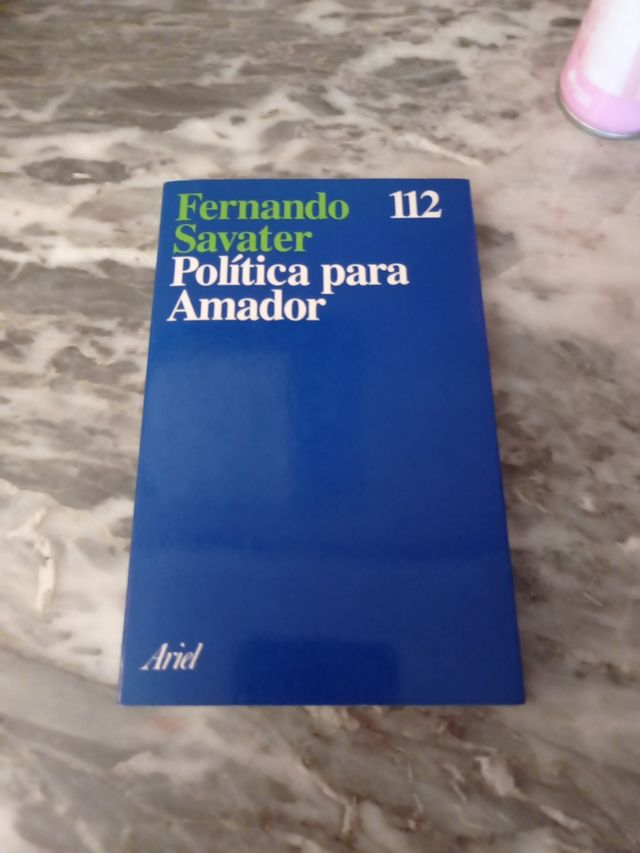 Fernando 112
Savater
Política para
Amador
Ariel